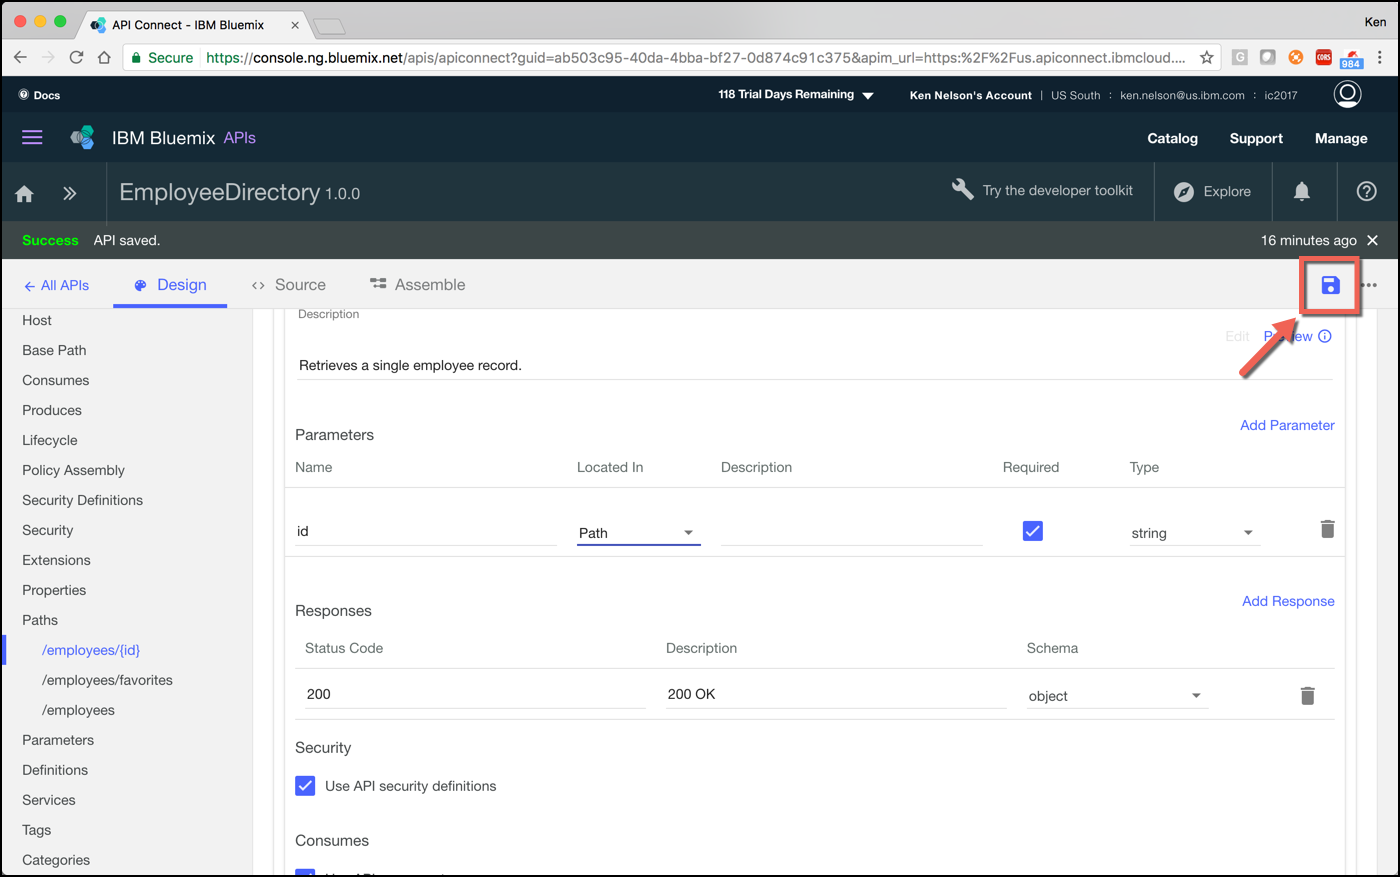 API Connect - IBM Bluemix
Ken
Secure https://console.ng.bluemix.net/apis/apiconnect?guid=ab503c95-40da-4bba-bf27-0d874c91c375&apim_url=https:%2F%2Fus.apiconnect.ibmcloud....
G
CORS
984
Docs
118 Trial Days Remaining
Ken Nelson's Account | US South : ken.nelson@us.ibm.com : ic2017
IBM Bluemix APIs
Catalog Support Manage
EmployeeDirectory 1.0.0
Try the developer toolkit
Explore
Success API saved.
16 minutes ago
All APIs
Design
Source
Assemble
Host
Base Path
Consumes
Produces
Lifecycle
Policy Assembly
Security Definitions
Security
Extensions
Properties
Paths
/employees/{id}
/employees/favorites
/employees
Parameters
Definitions
Services
Tags
Categories
Description
Edit
Retrieves a single employee record.
Parameters
Add Parameter
Name Located In Description Required Type
id Path string
Responses
Add Response
Status Code Description Schema
200 200 OK object
Security
Use API security definitions
Consumes